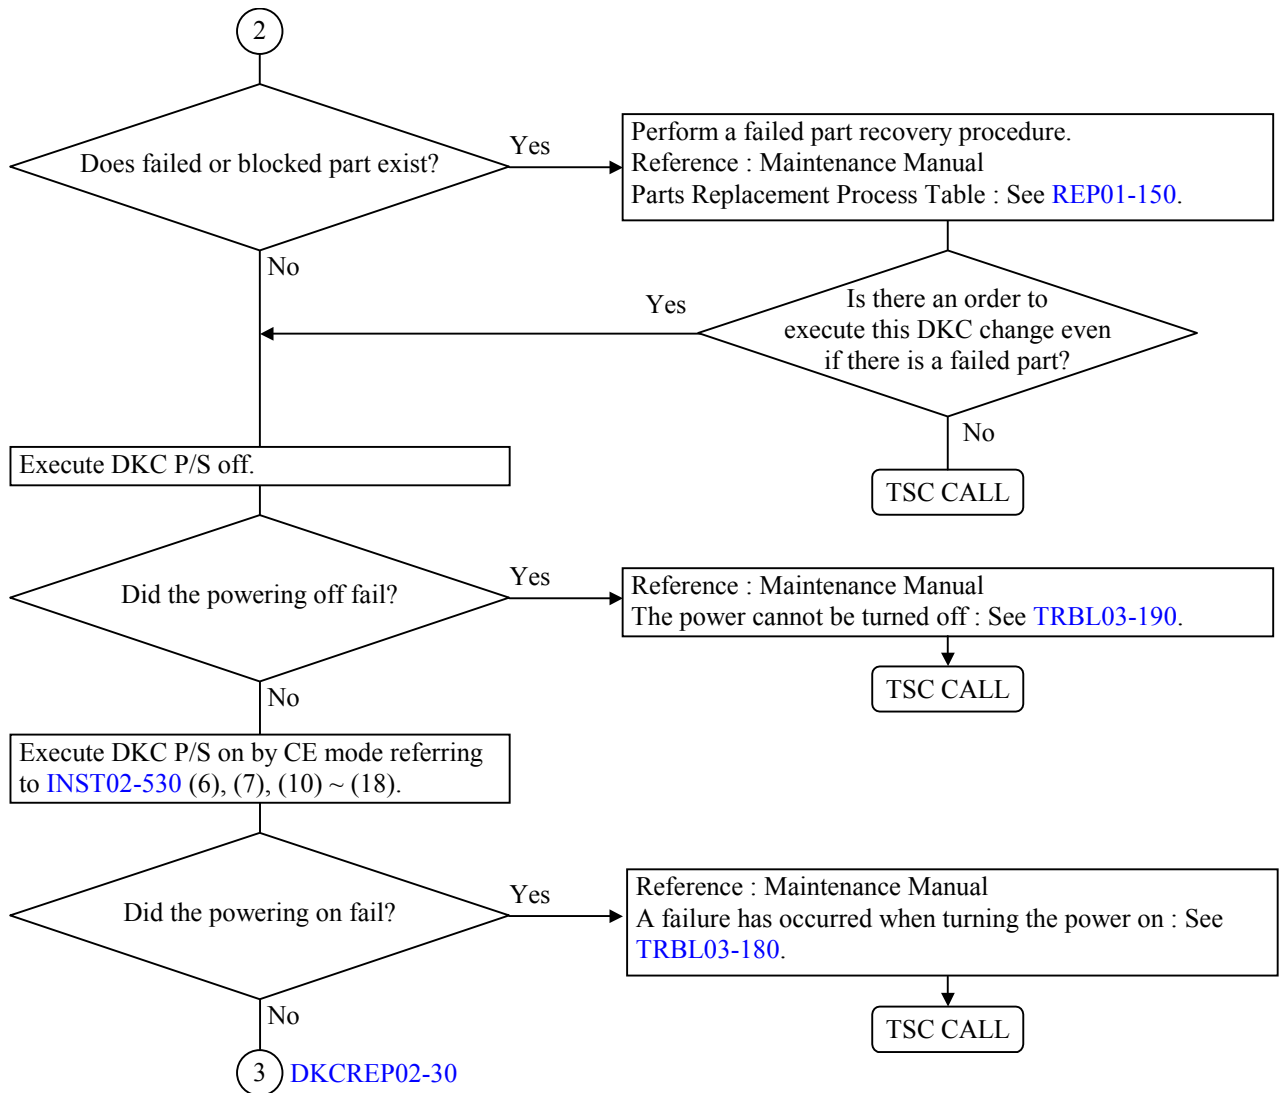 2
Does failed or blocked part exist?
Yes
Perform a failed part recovery procedure.
Reference : Maintenance Manual
Parts Replacement Process Table : See REP01-150.
No
Yes
Is there an order to
execute this DKC change even
if there is a failed part?
No
TSC CALL
Execute DKC P/S off.
Did the powering off fail?
Yes
Reference : Maintenance Manual
The power cannot be turned off : See TRBL03-190.
TSC CALL
No
Execute DKC P/S on by CE mode referring
to INST02-530 (6), (7), (10) ~ (18).
Did the powering on fail?
Yes
Reference : Maintenance Manual
A failure has occurred when turning the power on : See
TRBL03-180.
TSC CALL
No
3 DKCREP02-30